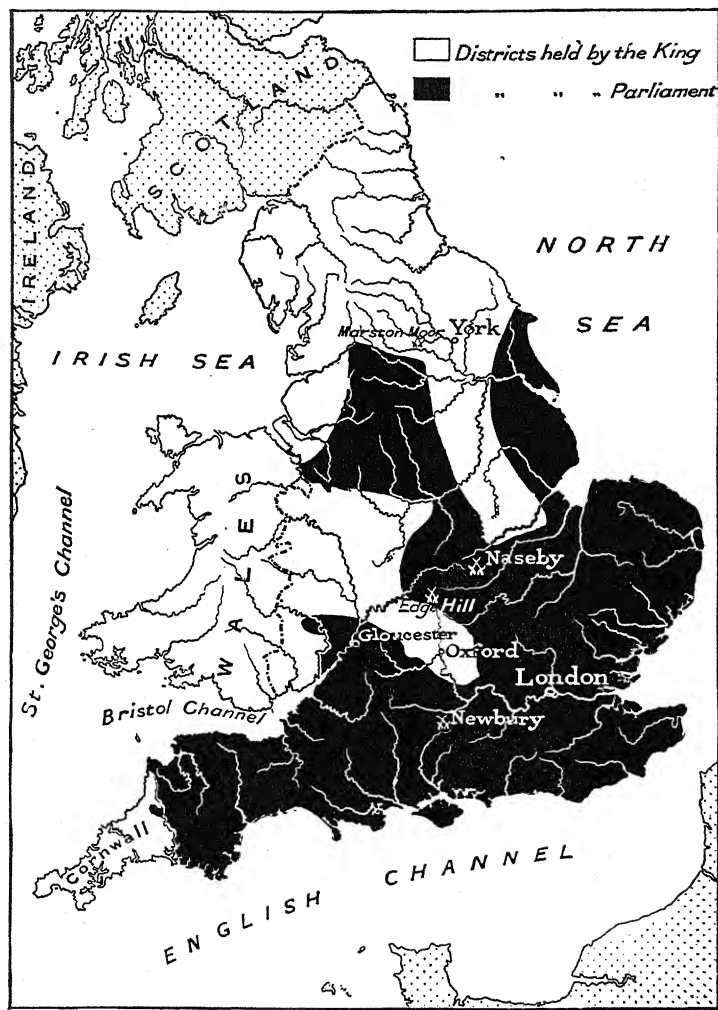 Districts held by the King
" " " Parliament
SCOTLAND
IRELAND
NORTH
SEA
Marston Moor
York
IRISH SEA
WALES
St. George's Channel
Naseby
Edge Hill
Gloucester
Oxford
London
Bristol Channel
Newbury
Cornwall
ENGLISH CHANNEL